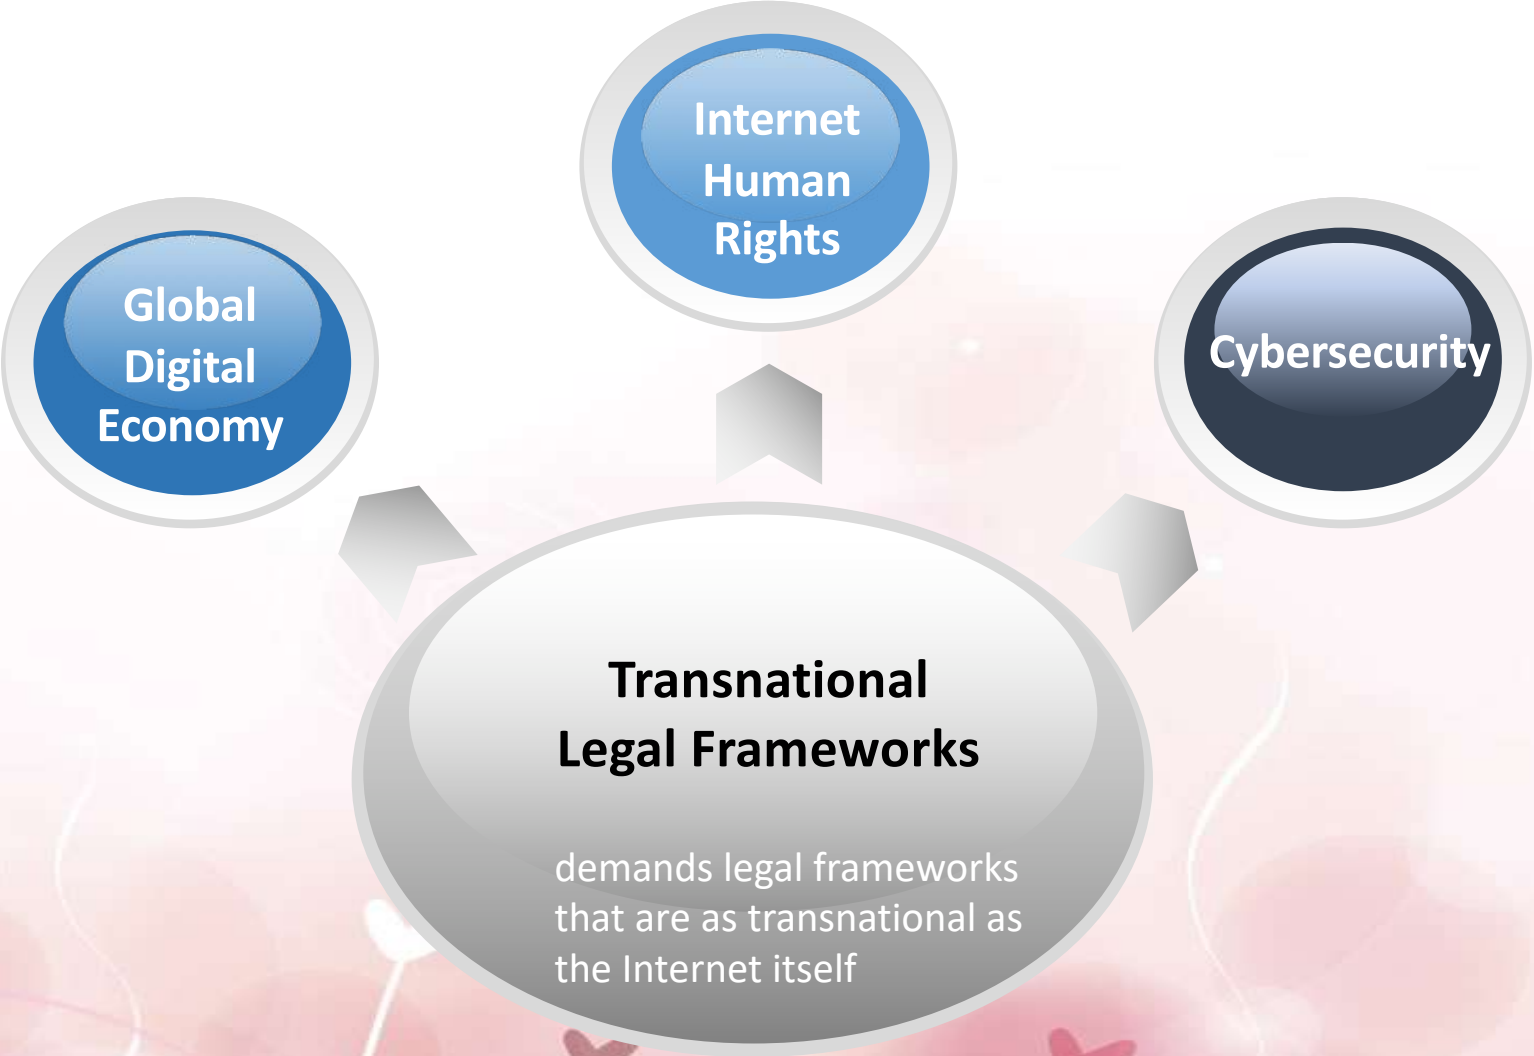 Internet
Human
Rights
Global
Digital
Economy
Cybersecurity
Transnational
Legal Frameworks
demands legal frameworks
that are as transnational as
the Internet itself